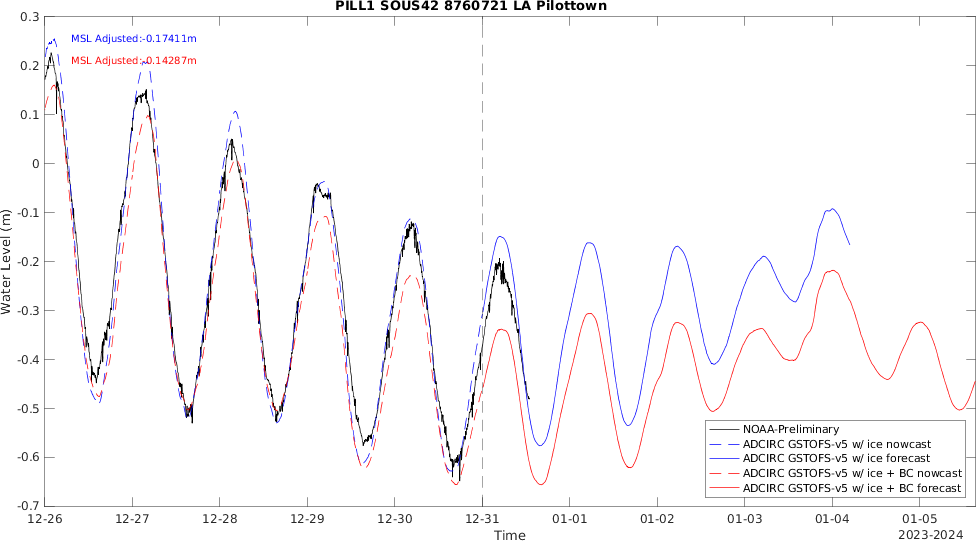 PILL1 SOUS42 8760721 LA Pilottown
MSL Adjusted:-0.17411m
MSL Adjusted:-0.14287m
Water Level (m)
0.3
0.2
0.1
0
-0.1
-0.2
-0.3
-0.4
-0.5
-0.6
-0.7
NOAA-Preliminary
ADCIRC GSTOFS-v5 w/ ice nowcast
ADCIRC GSTOFS-v5 w/ ice forecast
ADCIRC GSTOFS-v5 w/ ice + BC nowcast
ADCIRC GSTOFS-v5 w/ ice + BC forecast
12-26 12-27 12-28 12-29 12-30 12-31 01-01 01-02 01-03 01-04 01-05
Time
2023-2024